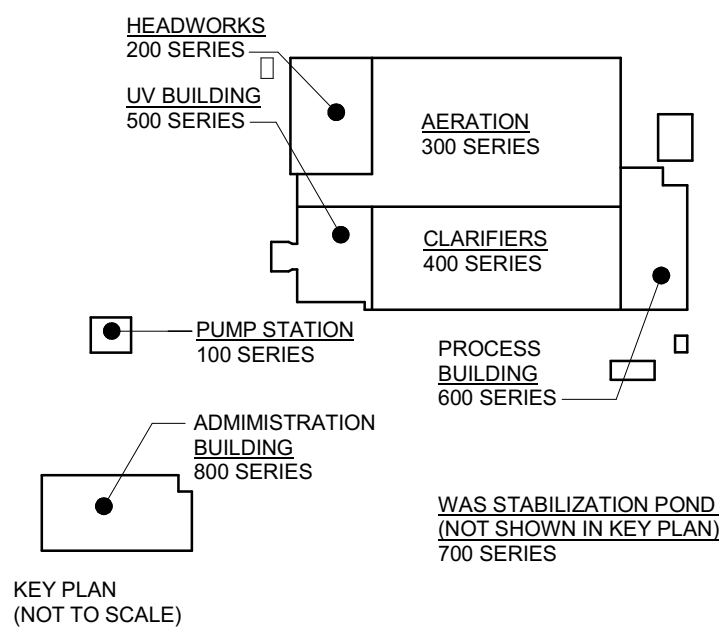 HEADWORKS
200 SERIES
UV BUILDING
500 SERIES
AERATION
300 SERIES
CLARIFIERS
400 SERIES
PUMP STATION
100 SERIES
PROCESS
BUILDING
600 SERIES
ADMIMISTRATION
BUILDING
800 SERIES
WAS STABILIZATION POND
(NOT SHOWN IN KEY PLAN)
700 SERIES
KEY PLAN
(NOT TO SCALE)